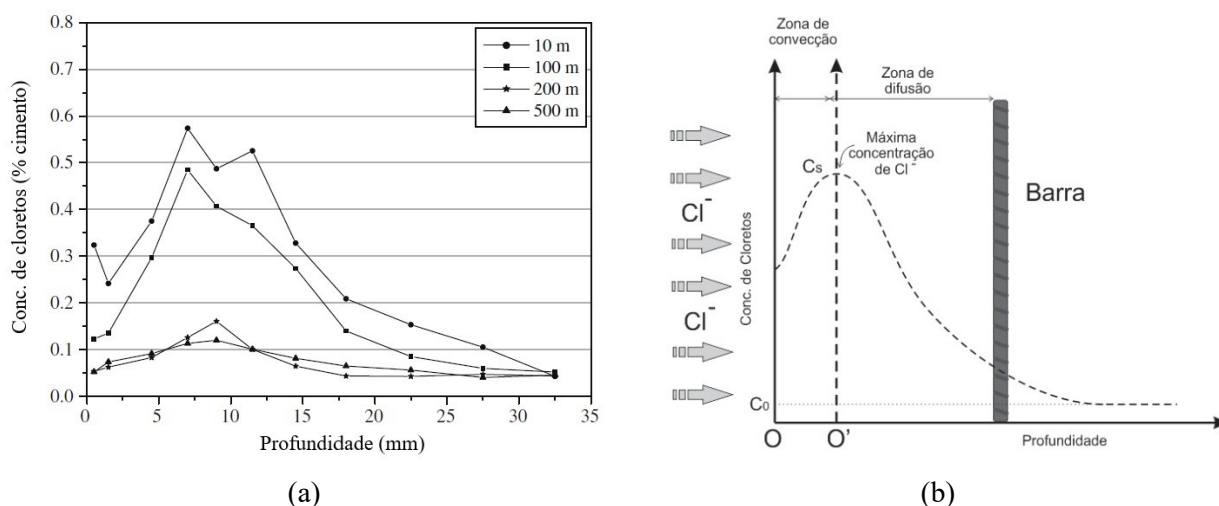 0.8
0.7
0.6
0.5
0.4
0.3
0.2
0.1
0.0
Conc. de cloretos (% cimento)
10 m
100 m
200 m
500 m
0 5 10 15 20 25 30 35
Profundidade (mm)
(a)
Zona de
convecção
Zona de
difusão
Máxima
concentração
de Cl⁻
Cs
Cl⁻
Cl⁻
Conc. de Cloretos
Barra
C₀
O O’
Profundidade
(b)